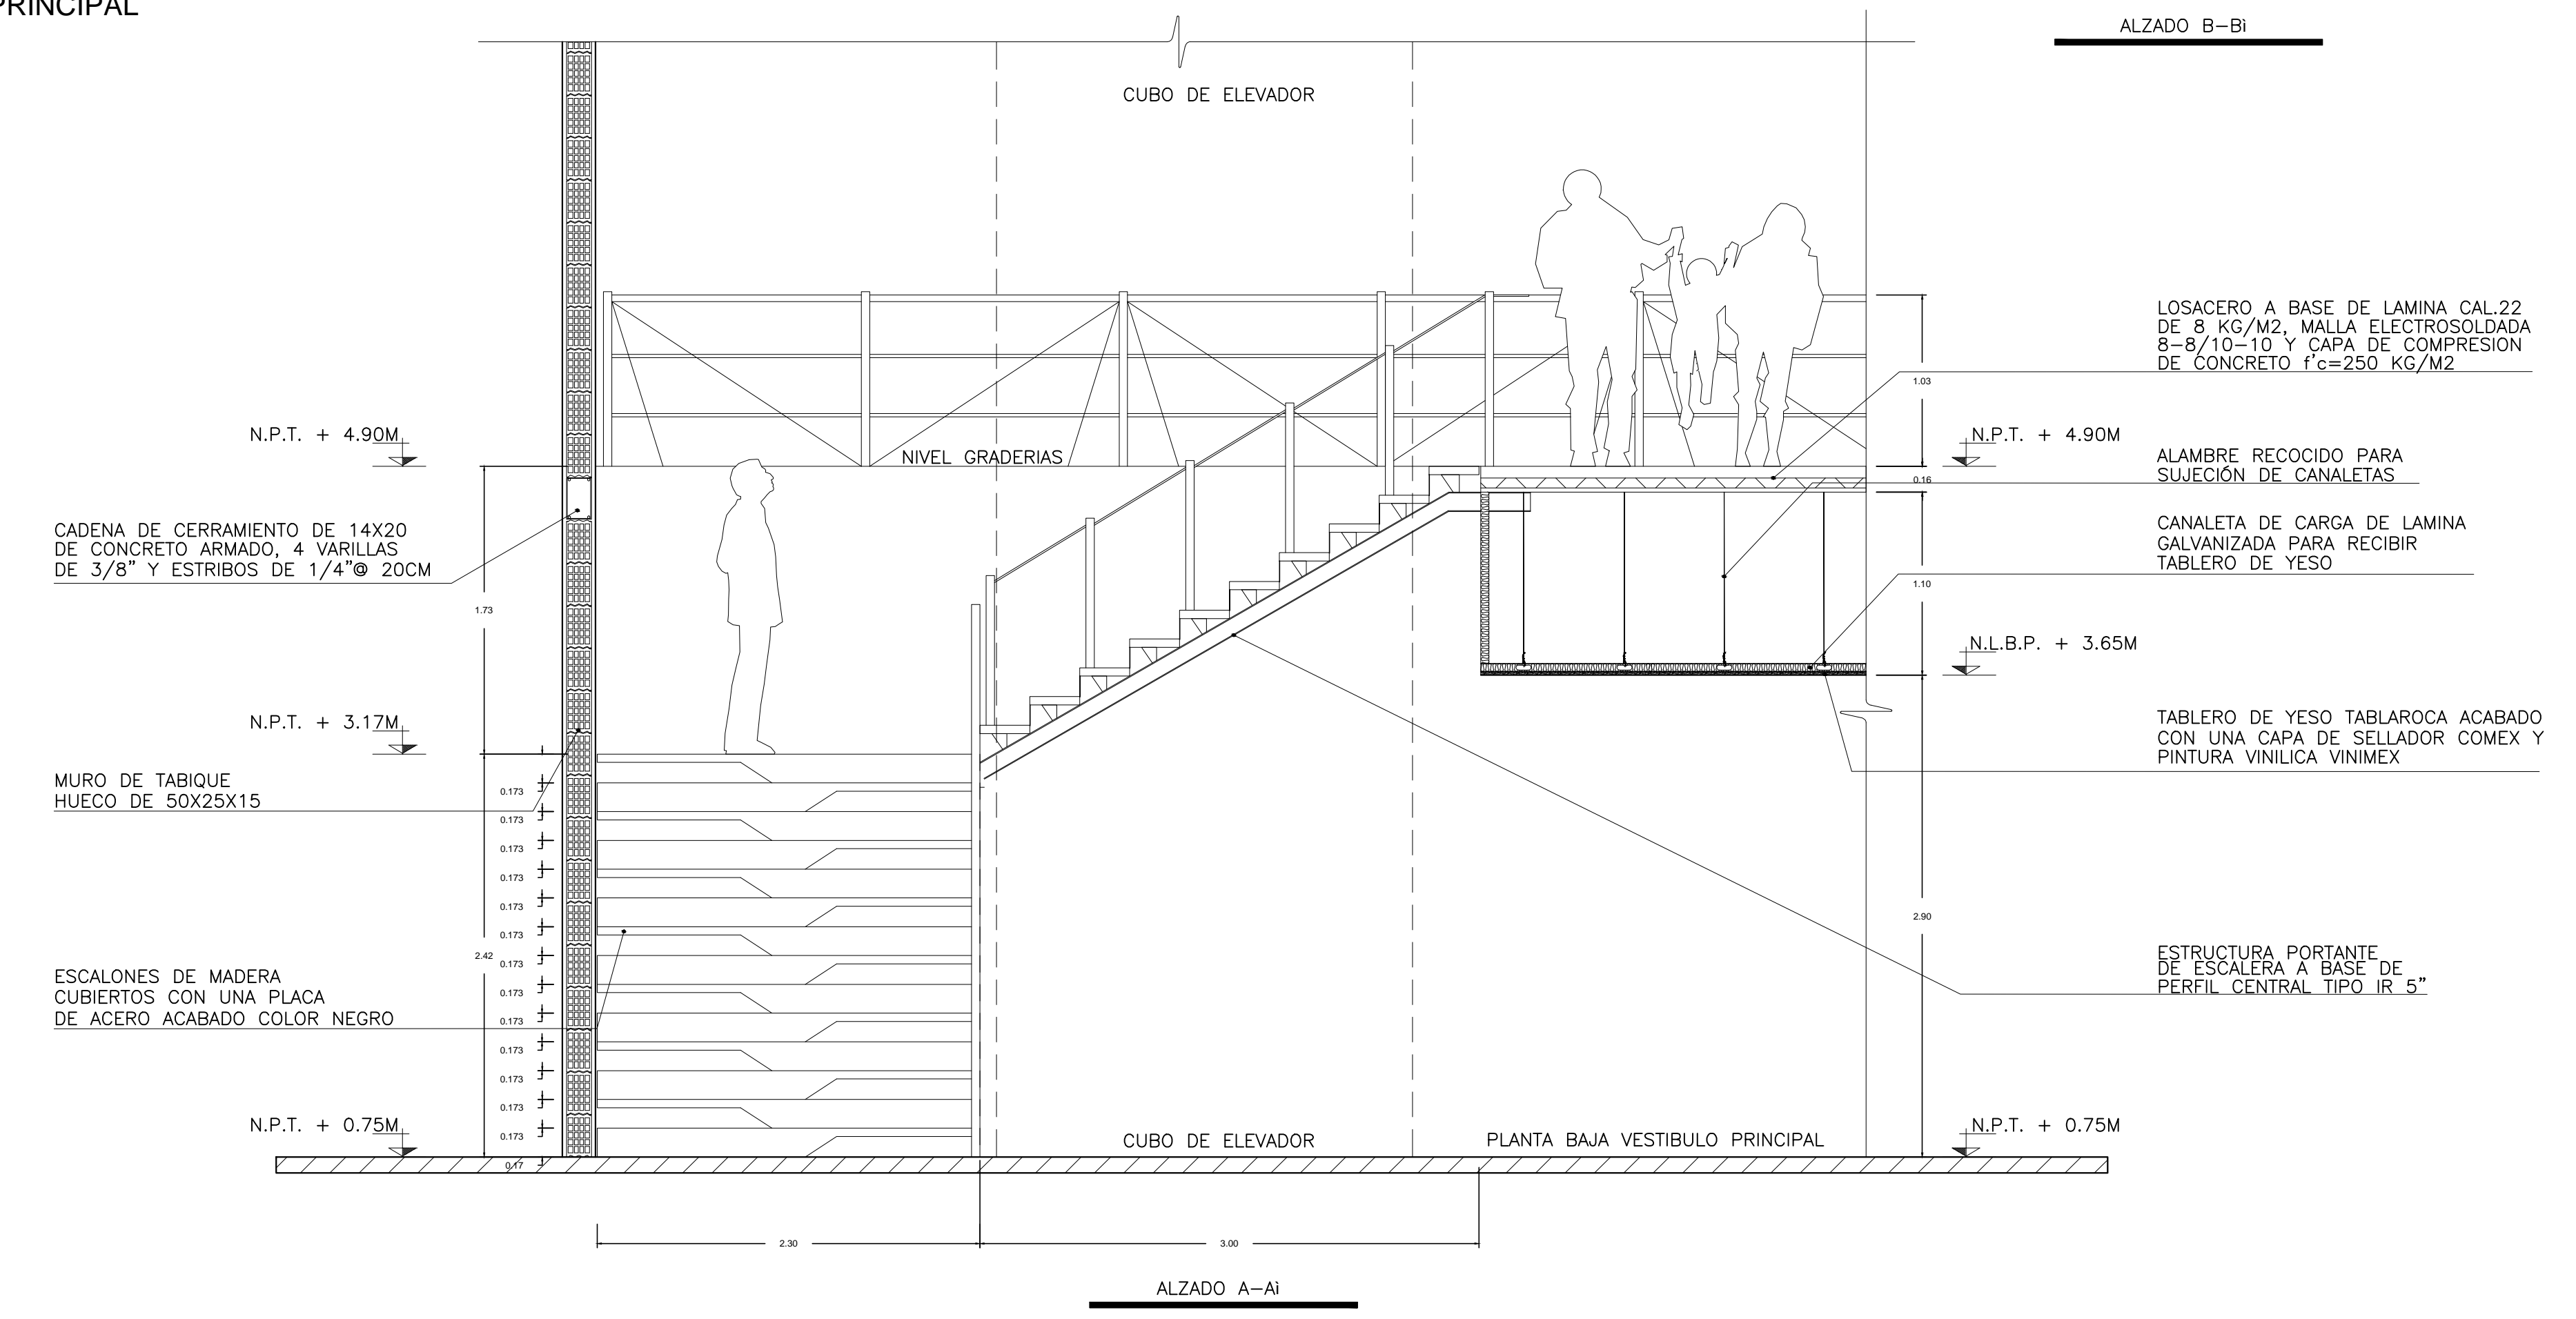 PRINCIPAL
ALZADO B-Bì
CUBO DE ELEVADOR
LOSACERO A BASE DE LAMINA CAL.22
DE 8 KG/M2, MALLA ELECTROSOLDADA
8-8/10-10 Y CAPA DE COMPRESION
DE CONCRETO f'c=250 KG/M2
1.03
N.P.T. + 4.90M
NIVEL GRADERIAS
N.P.T. + 4.90M
ALAMBRE RECOCIDO PARA
SUJECIÓN DE CANALETAS
0.16
CADENA DE CERRAMIENTO DE 14X20
DE CONCRETO ARMADO, 4 VARILLAS
DE 3/8" Y ESTRIBOS DE 1/4"@ 20CM
CANALETA DE CARGA DE LAMINA
GALVANIZADA PARA RECIBIR
TABLERO DE YESO
1.73
1.10
N.L.B.P. + 3.65M
N.P.T. + 3.17M
TABLERO DE YESO TABLAROCA ACABADO
CON UNA CAPA DE SELLADOR COMEX Y
PINTURA VINILICA VINIMEX
MURO DE TABIQUE
HUECO DE 50X25X15
0.173
0.173
0.173
0.173
0.173
0.173
2.42
2.90
0.173
0.173
0.173
0.173
0.173
0.173
0.173
0.17
ESCALONES DE MADERA
CUBIERTOS CON UNA PLACA
DE ACERO ACABADO COLOR NEGRO
ESTRUCTURA PORTANTE
DE ESCALERA A BASE DE
PERFIL CENTRAL TIPO IR 5"
N.P.T. + 0.75M
CUBO DE ELEVADOR
PLANTA BAJA VESTIBULO PRINCIPAL
N.P.T. + 0.75M
2.30
3.00
ALZADO A-Aì